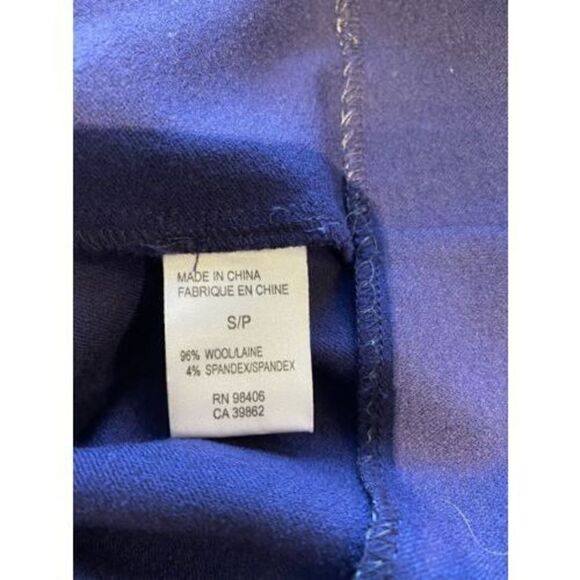 MADE IN CHINA
FABRIQUE EN CHINE
S/P
96% WOOL/LAINE
4% SPANDEX/SPANDEX
RN 98406
CA 39862